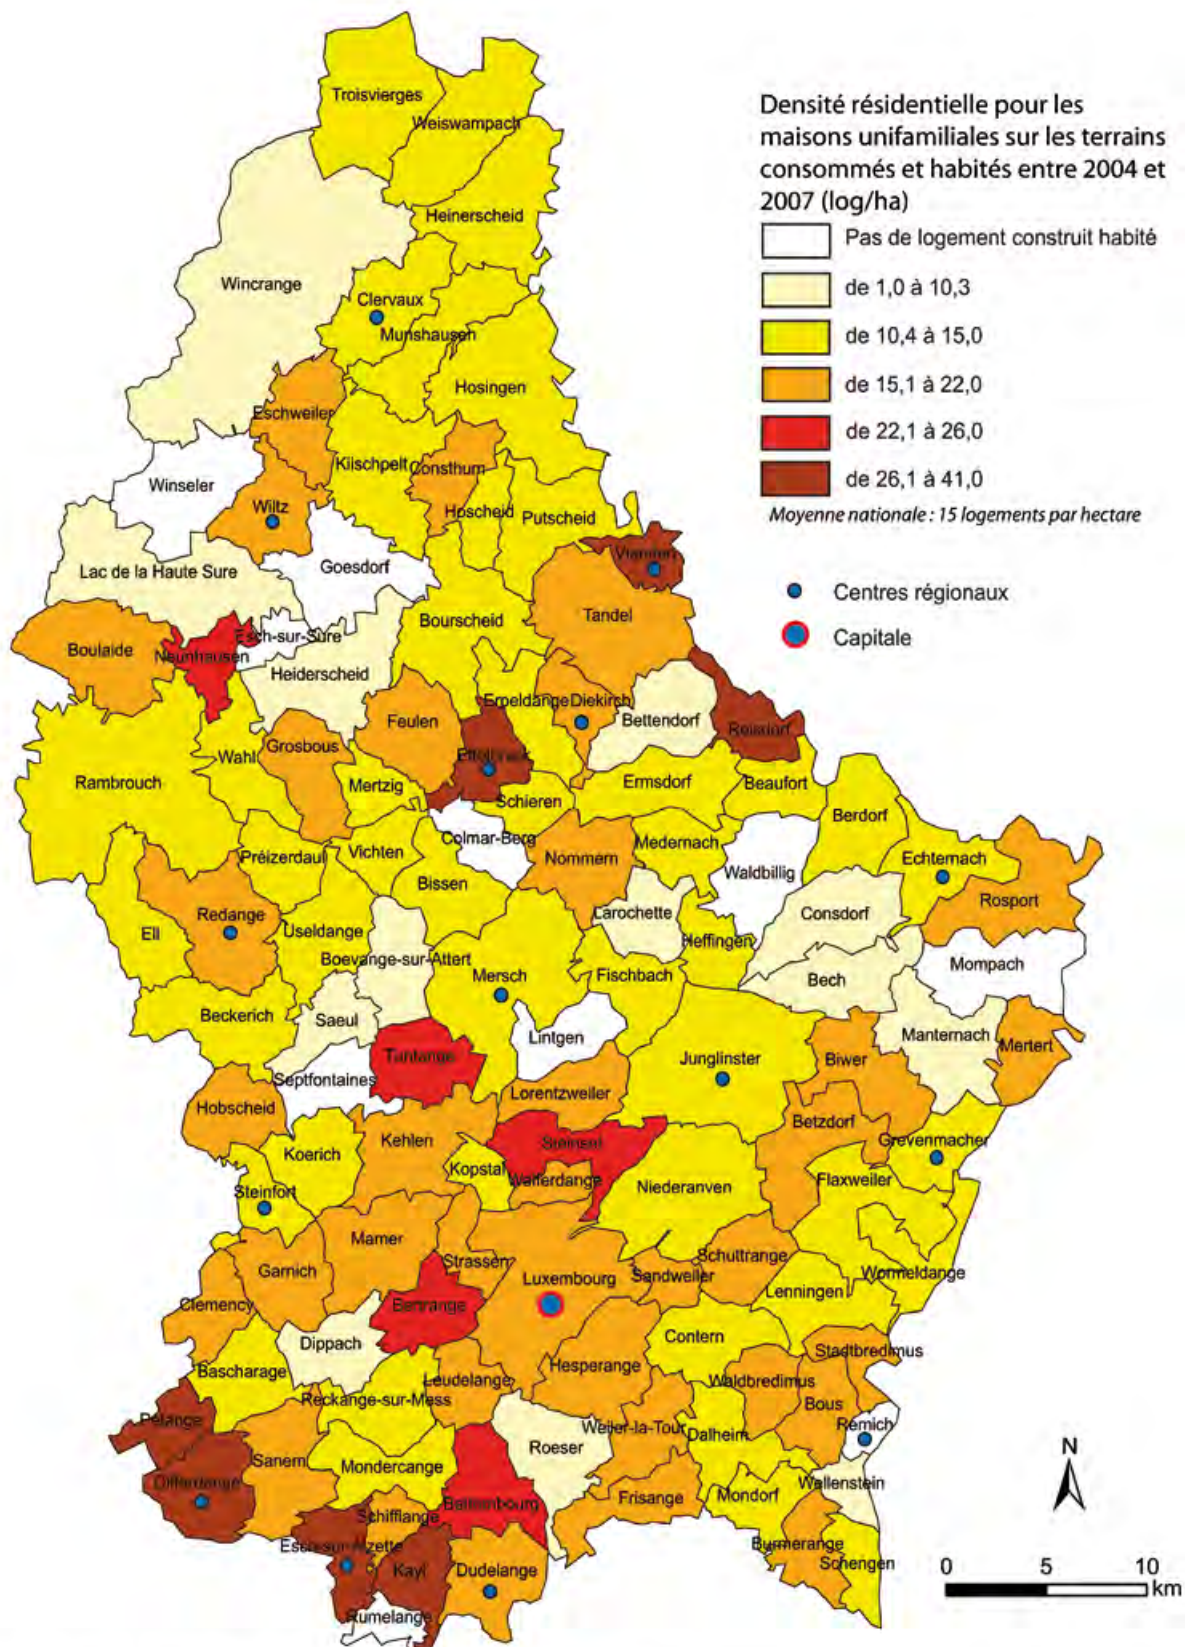 Densité résidentielle pour les
maisons unifamiliales sur les terrains
consommés et habités entre 2004 et
2007 (log/ha)
Pas de logement construit habité
de 1,0 à 10,3
de 10,4 à 15,0
de 15,1 à 22,0
de 22,1 à 26,0
de 26,1 à 41,0
Moyenne nationale : 15 logements par hectare
Centres régionaux
Capitale
Troisvierges
Weiswampach
Heinerscheid
Wincrange
Clervaux
Munshausen
Hosingen
Eschweiler
Kiischpelt
Consthum
Winseler
Wiltz
Hoscheid
Putscheid
Vianden
Goesdorf
Lac de la Haute Sure
Tandel
Bourscheid
Esch-sur-Sure
Boulaide
Neunhausen
Heiderscheid
Erpeldange
Diekirch
Bettendorf
Feulen
Reisdorf
Grosbous
Wahl
Ettelbruck
Rambrouch
Mertzig
Ermsdorf
Beaufort
Schieren
Berdorf
Colmar-Berg
Medernach
Préizerdaul
Vichten
Nommern
Echternach
Waldbillig
Bissen
Rosport
Redange
Larochette
Consdorf
Ell
Useldange
Heffingen
Boevange-sur-Attert
Mersch
Fischbach
Mompach
Bech
Beckerich
Saeul
Lintgen
Manternach
Mertert
Tuntange
Junglinster
Biwer
Septfontaines
Lorentzweiler
Hobscheid
Betzdorf
Kehlen
Steinsel
Grevenmacher
Koerich
Kopstal
Walferdange
Flaxweiler
Niederanven
Steinfort
Mamer
Strassen
Schuttrange
Garnich
Luxembourg
Sandweiler
Wormeldange
Lenningen
Clemency
Bertrange
Dippach
Contern
Stadtbredimus
Bascharage
Hesperange
Leudelange
Waldbredimus
Reckange-sur-Mess
Bous
Pétange
Weiler-la-Tour
Remich
Dalheim
Roeser
Sanem
Mondercange
Differdange
Wellenstein
Frisange
Mondorf
Bettembourg
Schifflange
Esch-sur-Alzette
Burmerange
Schengen
Kayl
Dudelange
Rumelange
N
0 5 10
km